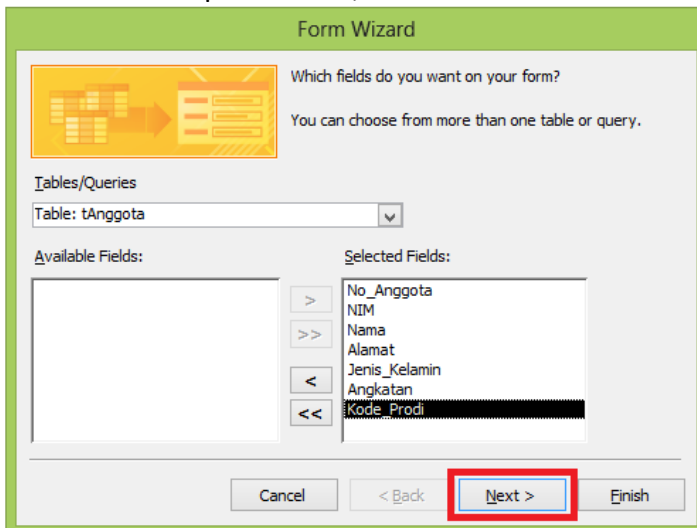 Form Wizard
Which fields do you want on your form?
You can choose from more than one table or query.
Tables/Queries
Table: tAnggota
Available Fields:
Selected Fields:
>
>>
<
<<
No_Anggota
NIM
Nama
Alamat
Jenis_Kelamin
Angkatan
Kode_Prodi
Cancel
< Back
Next >
Finish